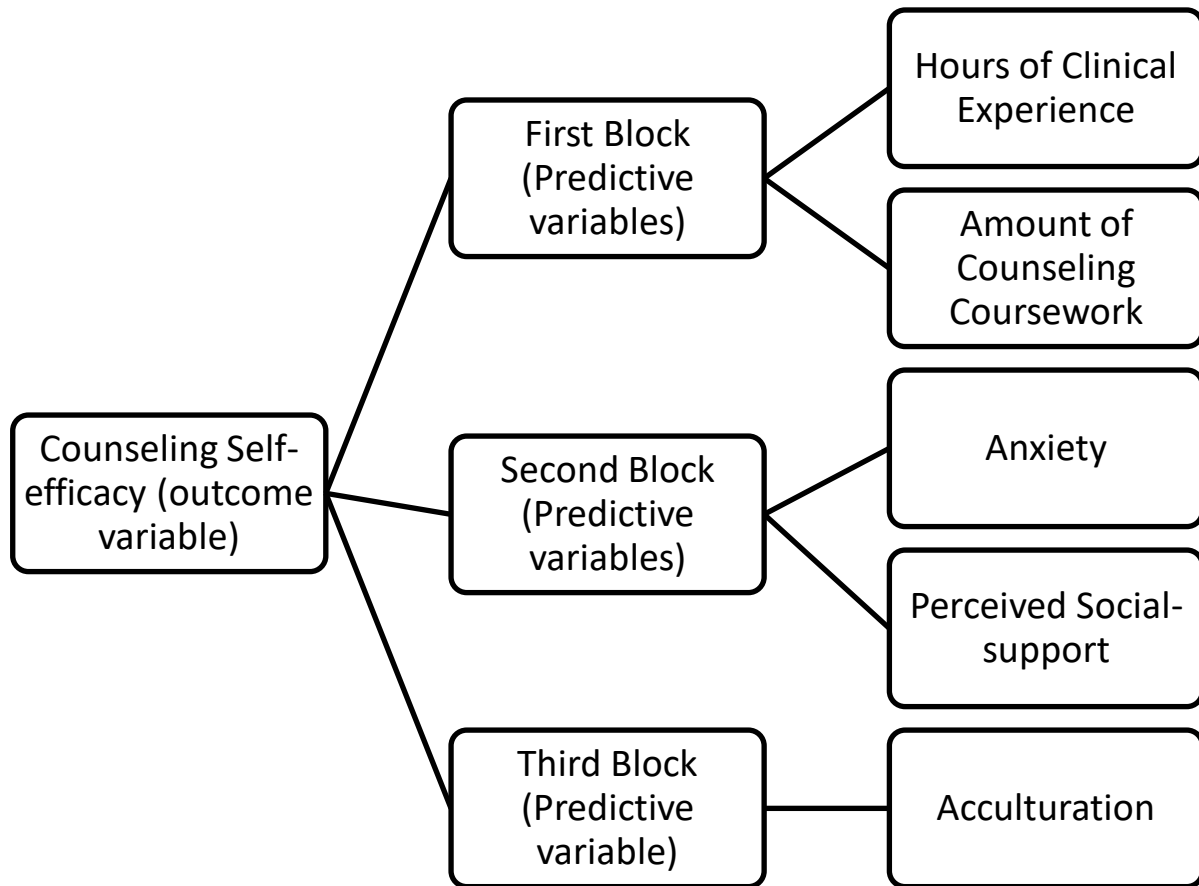 Counseling Self-
efficacy (outcome
variable)
First Block
(Predictive
variables)
Hours of Clinical
Experience
Amount of
Counseling
Coursework
Second Block
(Predictive
variables)
Anxiety
Perceived Social-
support
Third Block
(Predictive
variable)
Acculturation